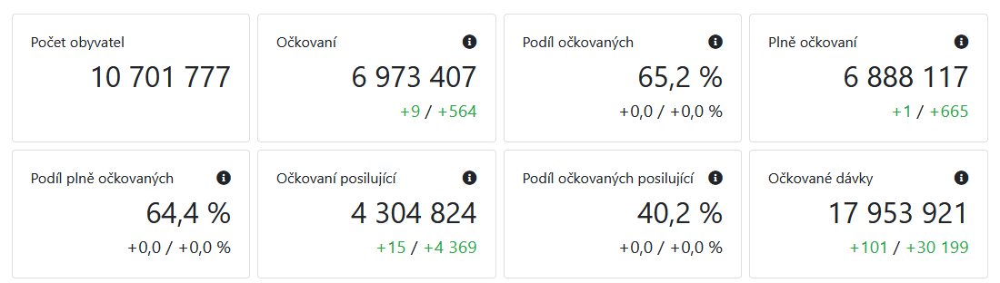 Počet obyvatel
10 701 777
Očkovaní
6 973 407
+9 / +564
Podíl očkovaných
65,2 %
+0,0 / +0,0 %
Plně očkovaní
6 888 117
+1 / +665
Podíl plně očkovaných
64,4 %
+0,0 / +0,0 %
Očkovaní posilující
4 304 824
+15 / +4 369
Podíl očkovaných posilující
40,2 %
+0,0 / +0,0 %
Očkované dávky
17 953 921
+101 / +30 199